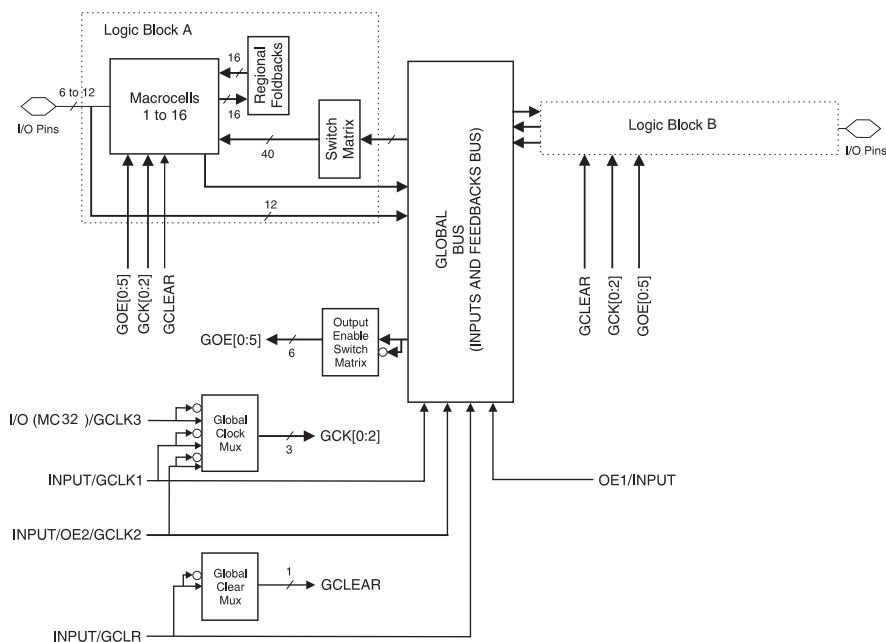 Logic Block A
6 to 12
I/O Pins
Macrocells
1 to 16
16
16
Regional
Foldbacks
40
Switch
Matrix
12
GOE[0:5]
GCK[0:2]
GCLEAR
GLOBAL
BUS
(INPUTS AND FEEDBACKS BUS)
Logic Block B
I/O Pins
GCLEAR
GCK[0:2]
GOE[0:5]
GOE[0:5]
6
Output
Enable
Switch
Matrix
I/O (MC32 )/GCLK3
Global
Clock
Mux
3
GCK[0:2]
INPUT/GCLK1
OE1/INPUT
INPUT/OE2/GCLK2
Global
Clear
Mux
1
GCLEAR
INPUT/GCLR